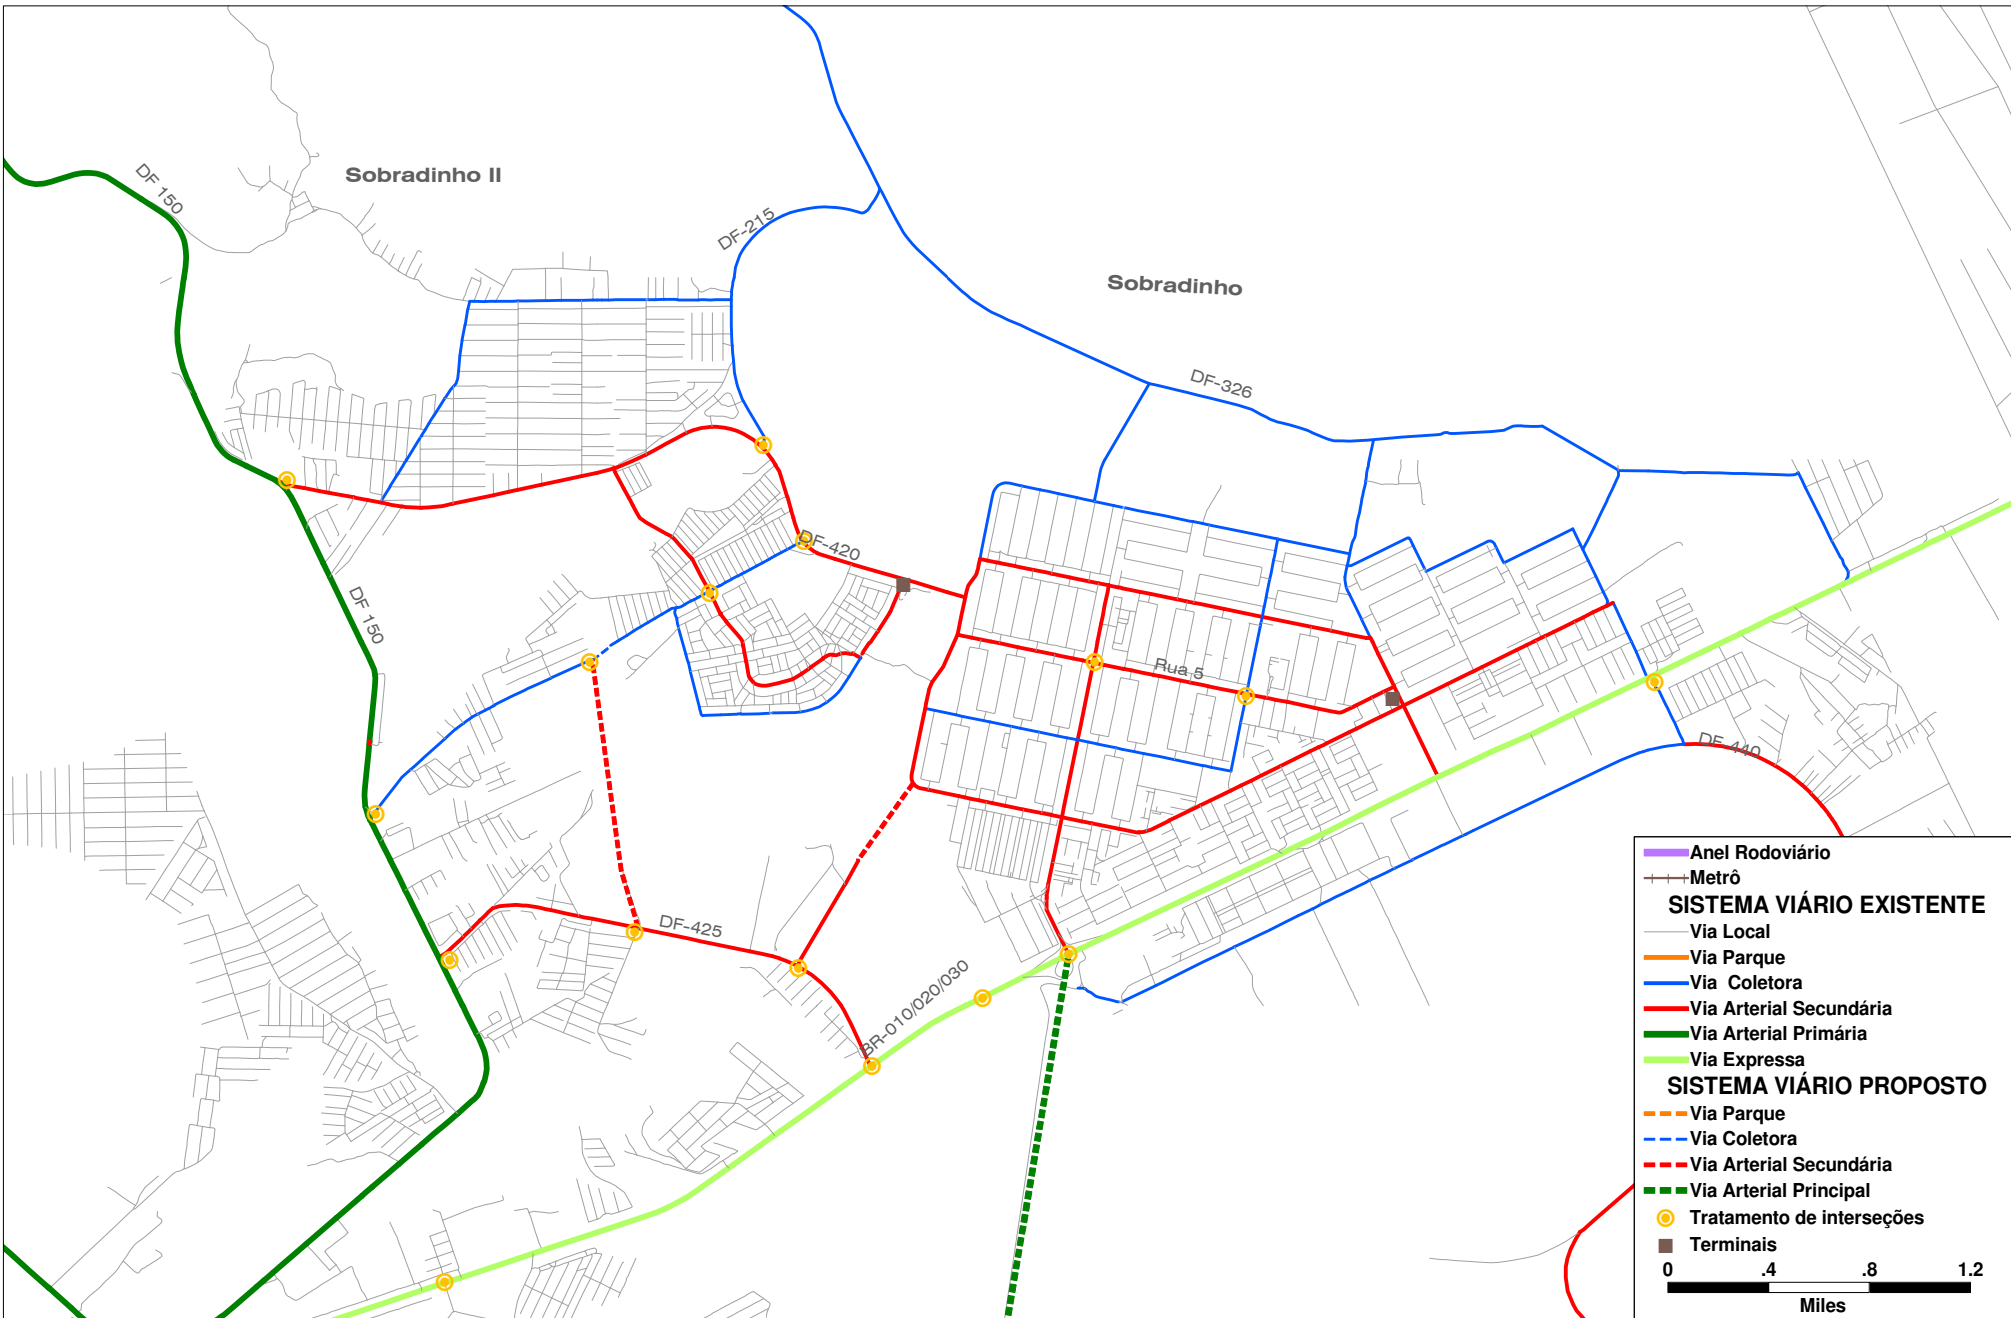 DF 150
Sobradinho II
DF-215
Sobradinho
DF-326
DF-420
DF 150
Rua 5
DF-440
DF-425
BR-010/020/030
Anel Rodoviário
Metrô
SISTEMA VIÁRIO EXISTENTE
Via Local
Via Parque
Via Coletora
Via Arterial Secundária
Via Arterial Primária
Via Expressa
SISTEMA VIÁRIO PROPOSTO
Via Parque
Via Coletora
Via Arterial Secundária
Via Arterial Principal
Tratamento de interseções
Terminais
0 .4 .8 1.2
Miles